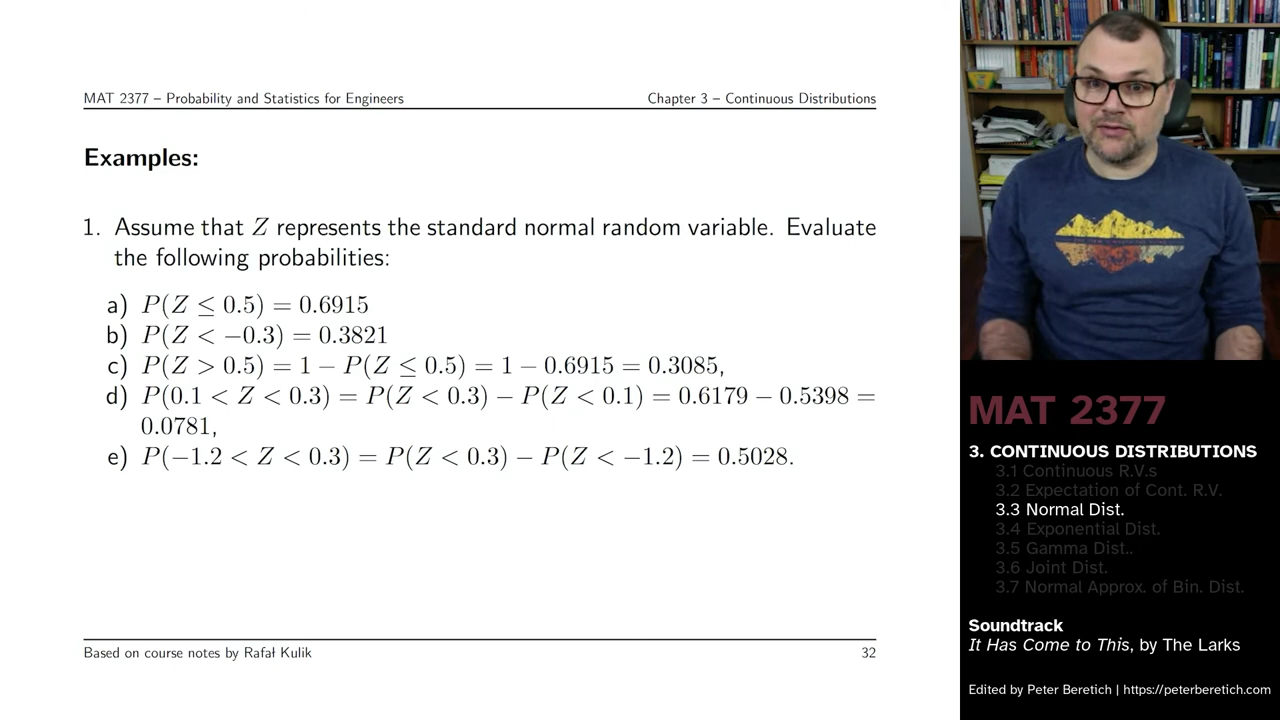 MAT 2377 – Probability and Statistics for Engineers
Chapter 3 – Continuous Distributions
Examples:
1. Assume that Z represents the standard normal random variable. Evaluate
the following probabilities:
a) P(Z ≤ 0.5) = 0.6915
b) P(Z < −0.3) = 0.3821
c) P(Z > 0.5) = 1 − P(Z ≤ 0.5) = 1 − 0.6915 = 0.3085,
d) P(0.1 < Z < 0.3) = P(Z < 0.3) − P(Z < 0.1) = 0.6179 − 0.5398 =
0.0781,
e) P(−1.2 < Z < 0.3) = P(Z < 0.3) − P(Z < −1.2) = 0.5028.
Based on course notes by Rafał Kulik
32
MAT 2377
3. CONTINUOUS DISTRIBUTIONS
3.1 Continuous R.V.s
3.2 Expectation of Cont. R.V.
3.3 Normal Dist.
3.4 Exponential Dist.
3.5 Gamma Dist..
3.6 Joint Dist.
3.7 Normal Approx. of Bin. Dist.
Soundtrack
It Has Come to This, by The Larks
Edited by Peter Beretich | https://peterberetich.com